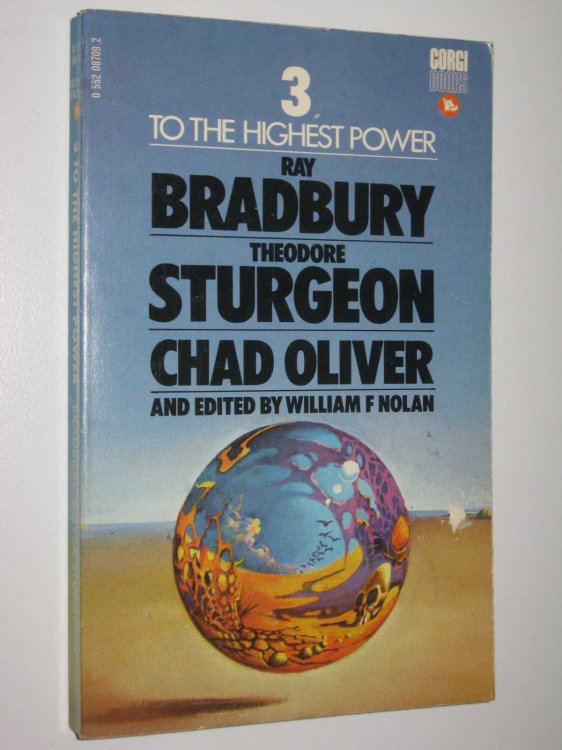 0 552 08709 2
CORGI
BOOKS
3
TO THE HIGHEST POWER
RAY
BRADBURY
THEODORE
STURGEON
CHAD OLIVER
AND EDITED BY WILLIAM F NOLAN
3 TO THE HIGHEST POWER